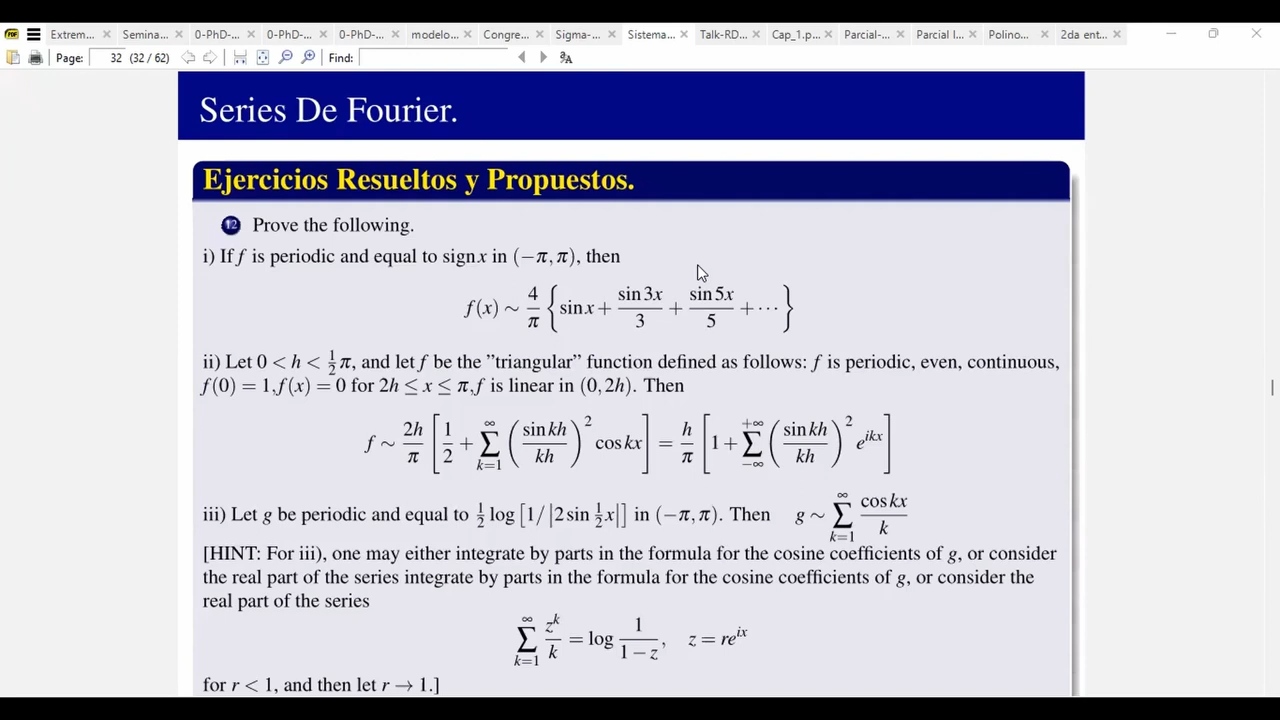 Extrem... Semina... 0-PhD-... 0-PhD-... 0-PhD-... modelo... Congre... Sigma-... Sistema... Talk-RD... Cap_1.p... Parcial-... Parcial I... Polino... 2da ent...
Page: 32 (32 / 62) Find:
Series De Fourier.
Ejercicios Resueltos y Propuestos.
12 Prove the following.
i) If f is periodic and equal to sign x in (−π, π), then
f(x) ∼ 4/π { sin x + sin 3x/3 + sin 5x/5 + ⋯ }
ii) Let 0 < h < ½π, and let f be the ”triangular” function defined as follows: f is periodic, even, continuous,
f(0) = 1, f(x) = 0 for 2h ≤ x ≤ π, f is linear in (0, 2h). Then
f ∼ 2h/π [ 1/2 + ∑_{k=1}^{∞} (sin kh/kh)^2 cos kx ] = h/π [ 1 + ∑_{−∞}^{+∞} (sin kh/kh)^2 e^{ikx} ]
iii) Let g be periodic and equal to ½ log [1/|2 sin ½x|] in (−π, π). Then g ∼ ∑_{k=1}^{∞} cos kx/k
[HINT: For iii), one may either integrate by parts in the formula for the cosine coefficients of g, or consider
the real part of the series integrate by parts in the formula for the cosine coefficients of g, or consider the
real part of the series
∑_{k=1}^{∞} z^k/k = log 1/(1 − z), z = re^{ix}
for r < 1, and then let r → 1.]